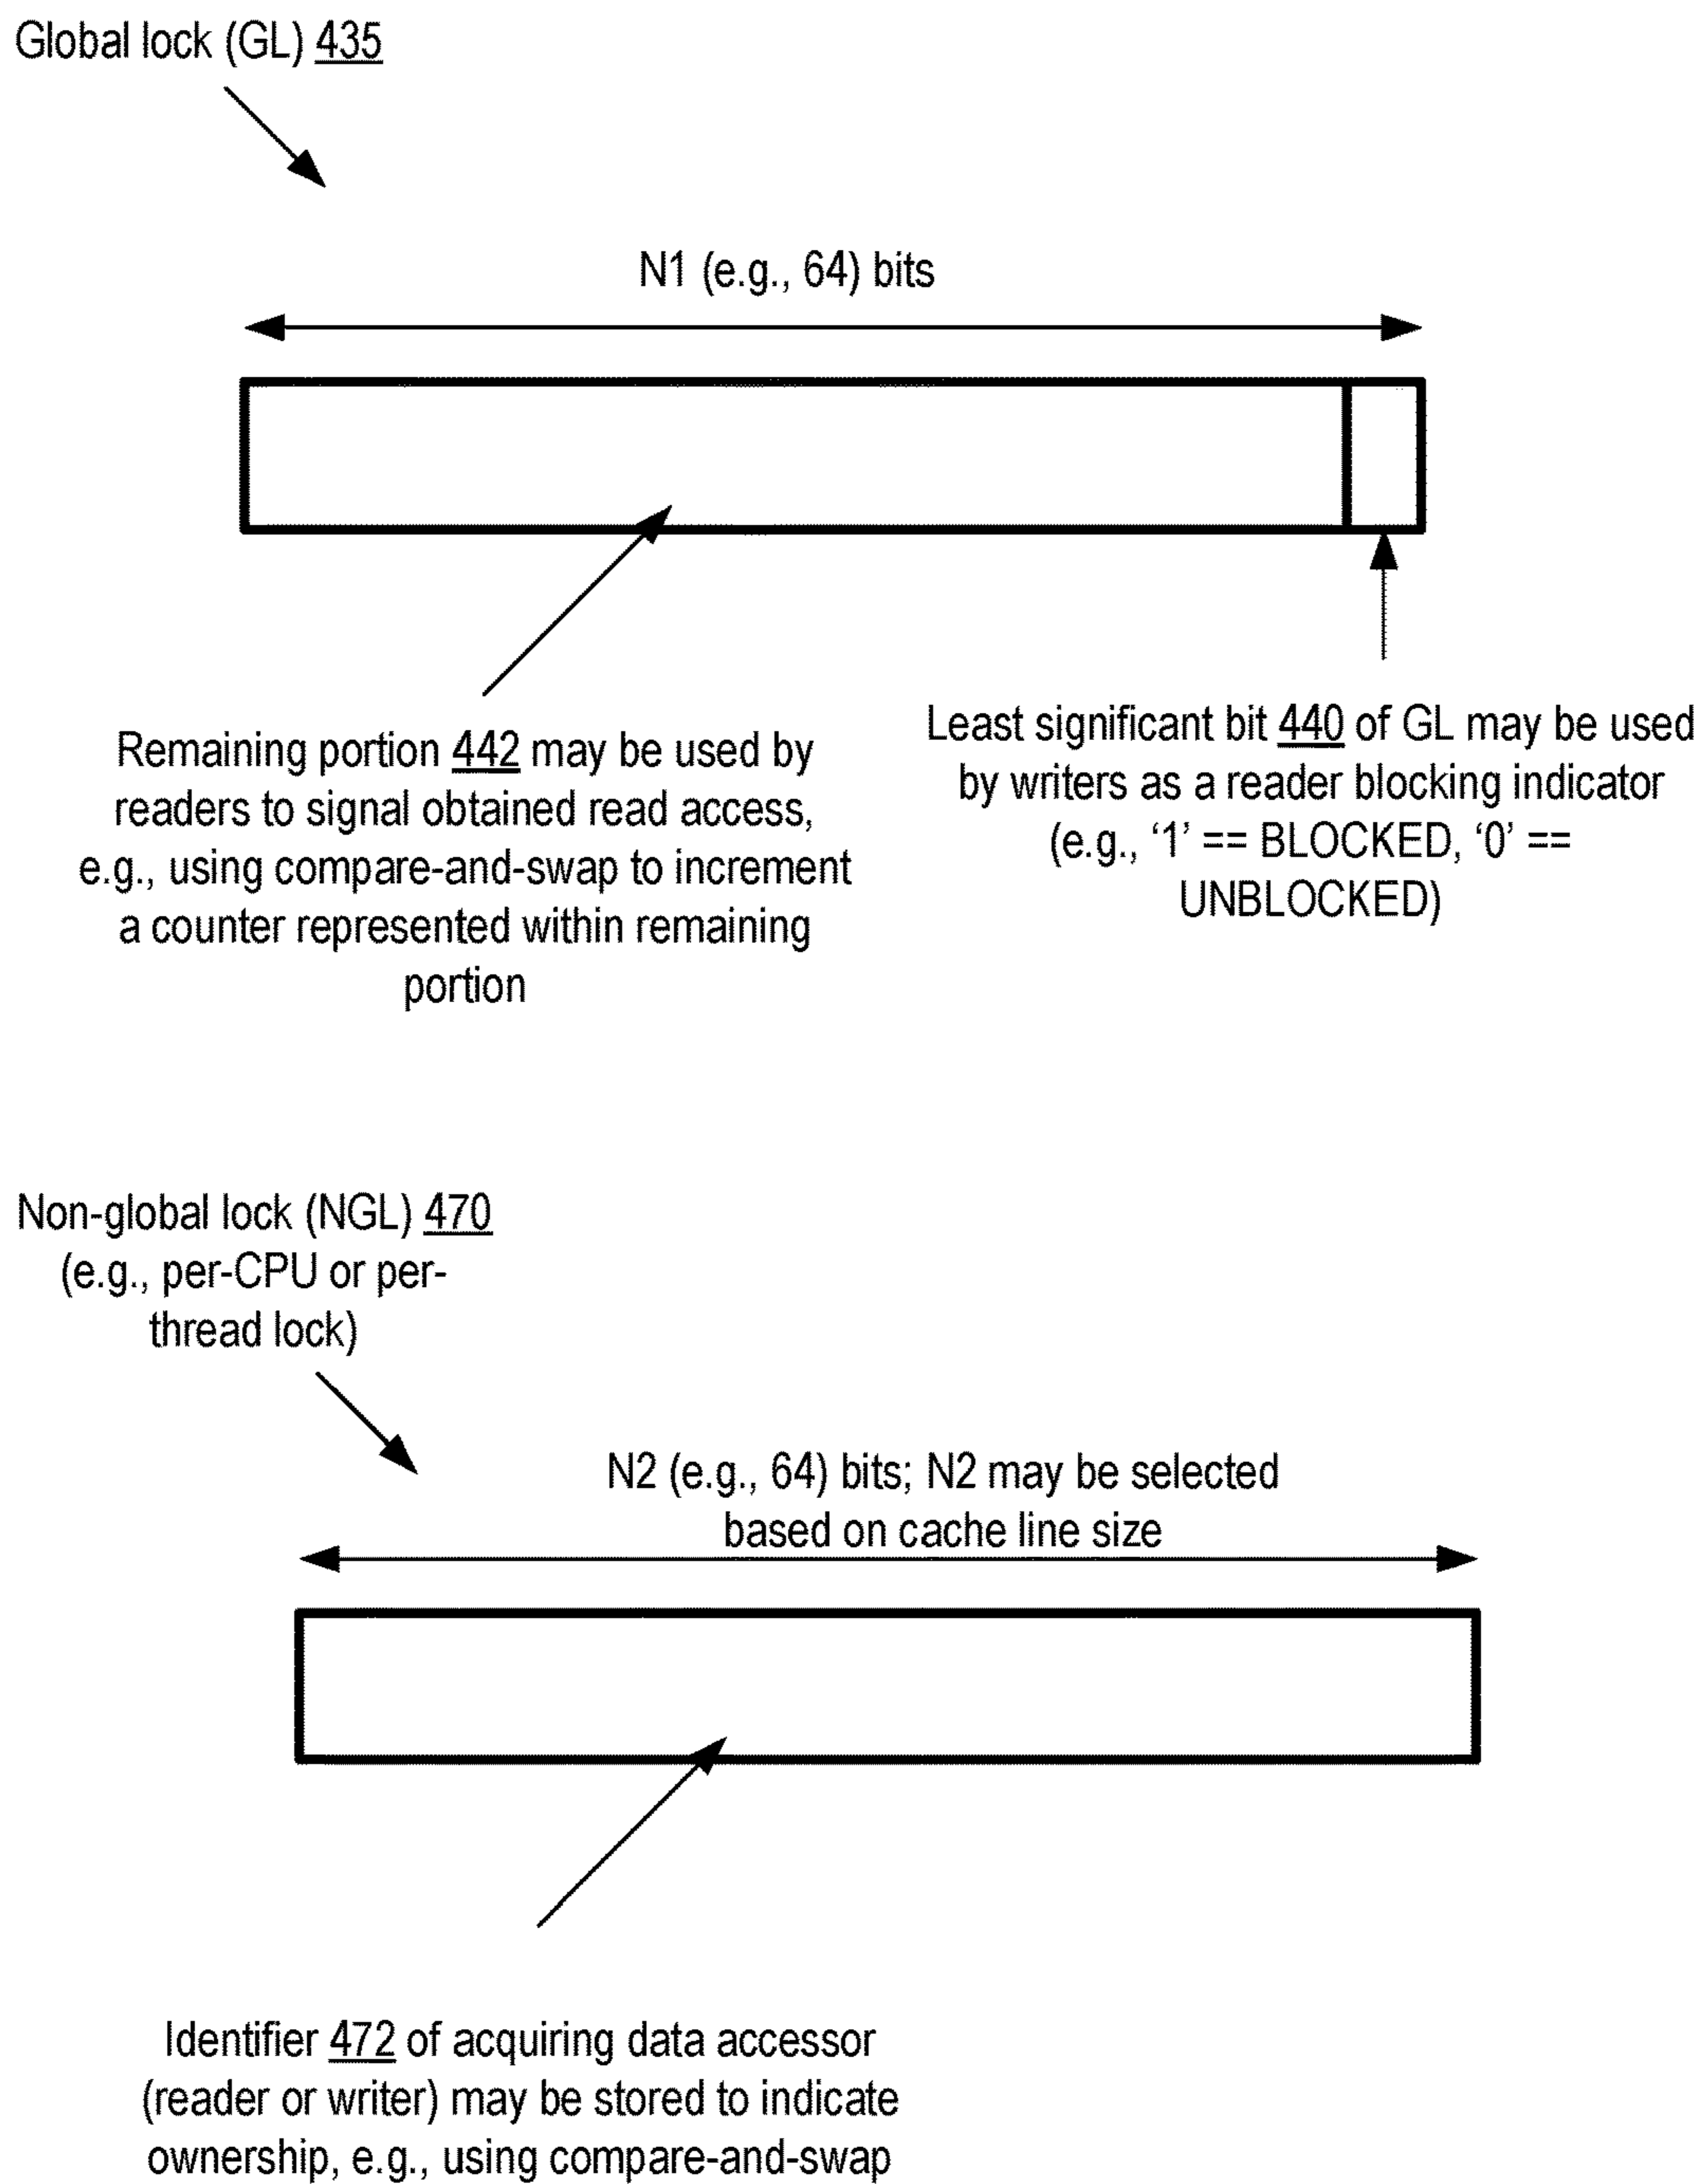 Global lock (GL) 435
N1 (e.g., 64) bits
Remaining portion 442 may be used by
readers to signal obtained read access,
e.g., using compare-and-swap to increment
a counter represented within remaining
portion
Least significant bit 440 of GL may be used
by writers as a reader blocking indicator
(e.g., ‘1’ == BLOCKED, ‘0’ ==
UNBLOCKED)
Non-global lock (NGL) 470
(e.g., per-CPU or per-
thread lock)
N2 (e.g., 64) bits; N2 may be selected
based on cache line size
Identifier 472 of acquiring data accessor
(reader or writer) may be stored to indicate
ownership, e.g., using compare-and-swap